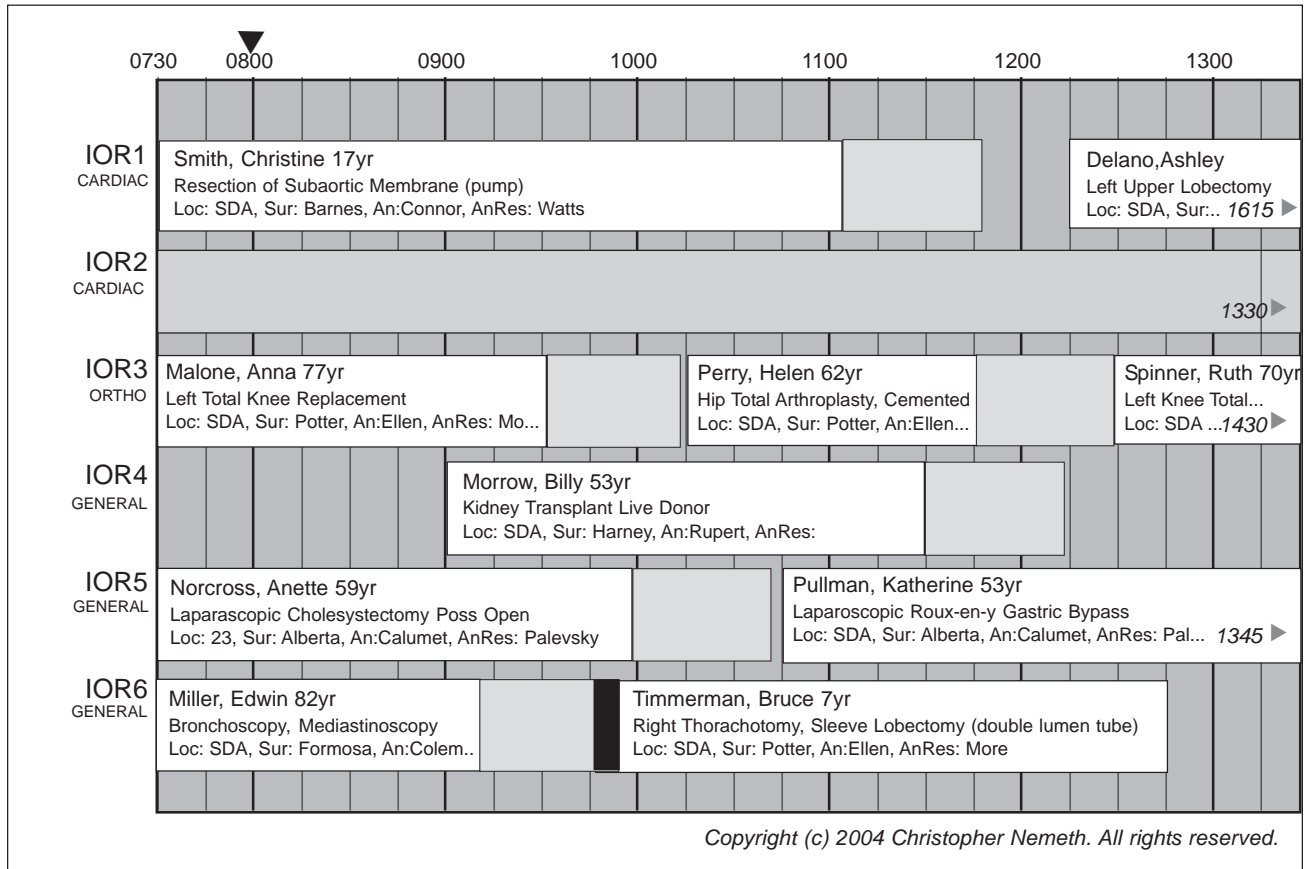 0730 0800 0900 1000 1100 1200 1300
IOR1
CARDIAC
Smith, Christine 17yr
Resection of Subaortic Membrane (pump)
Loc: SDA, Sur: Barnes, An:Connor, AnRes: Watts
Delano,Ashley
Left Upper Lobectomy
Loc: SDA, Sur:.. 1615
IOR2
CARDIAC
1330
IOR3
ORTHO
Malone, Anna 77yr
Left Total Knee Replacement
Loc: SDA, Sur: Potter, An:Ellen, AnRes: Mo...
Perry, Helen 62yr
Hip Total Arthroplasty, Cemented
Loc: SDA, Sur: Potter, An:Ellen...
Spinner, Ruth 70yr
Left Knee Total...
Loc: SDA ...1430
IOR4
GENERAL
Morrow, Billy 53yr
Kidney Transplant Live Donor
Loc: SDA, Sur: Harney, An:Rupert, AnRes:
IOR5
GENERAL
Norcross, Anette 59yr
Laparascopic Cholesystectomy Poss Open
Loc: 23, Sur: Alberta, An:Calumet, AnRes: Palevsky
Pullman, Katherine 53yr
Laparoscopic Roux-en-y Gastric Bypass
Loc: SDA, Sur: Alberta, An:Calumet, AnRes: Pal... 1345
IOR6
GENERAL
Miller, Edwin 82yr
Bronchoscopy, Mediastinoscopy
Loc: SDA, Sur: Formosa, An:Colem..
Timmerman, Bruce 7yr
Right Thorachotomy, Sleeve Lobectomy (double lumen tube)
Loc: SDA, Sur: Potter, An:Ellen, AnRes: More
Copyright (c) 2004 Christopher Nemeth. All rights reserved.